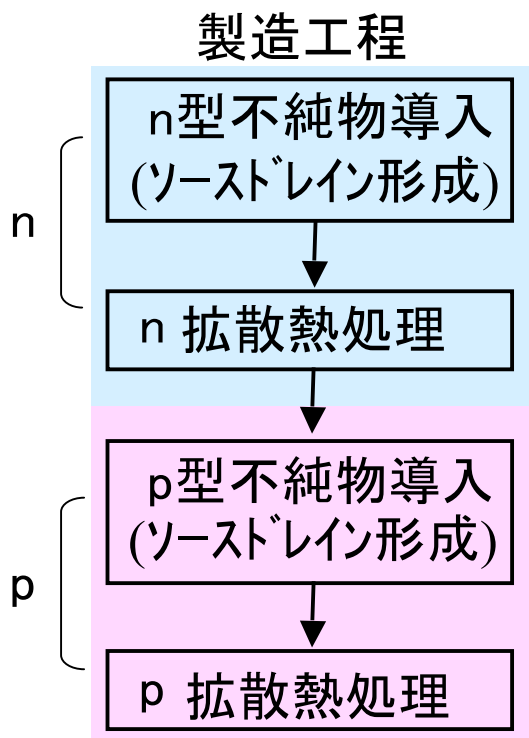 製造工程
n型不純物導入
(ソースドレイン形成)
n
n 拡散熱処理
p型不純物導入
(ソースドレイン形成)
p
p 拡散熱処理